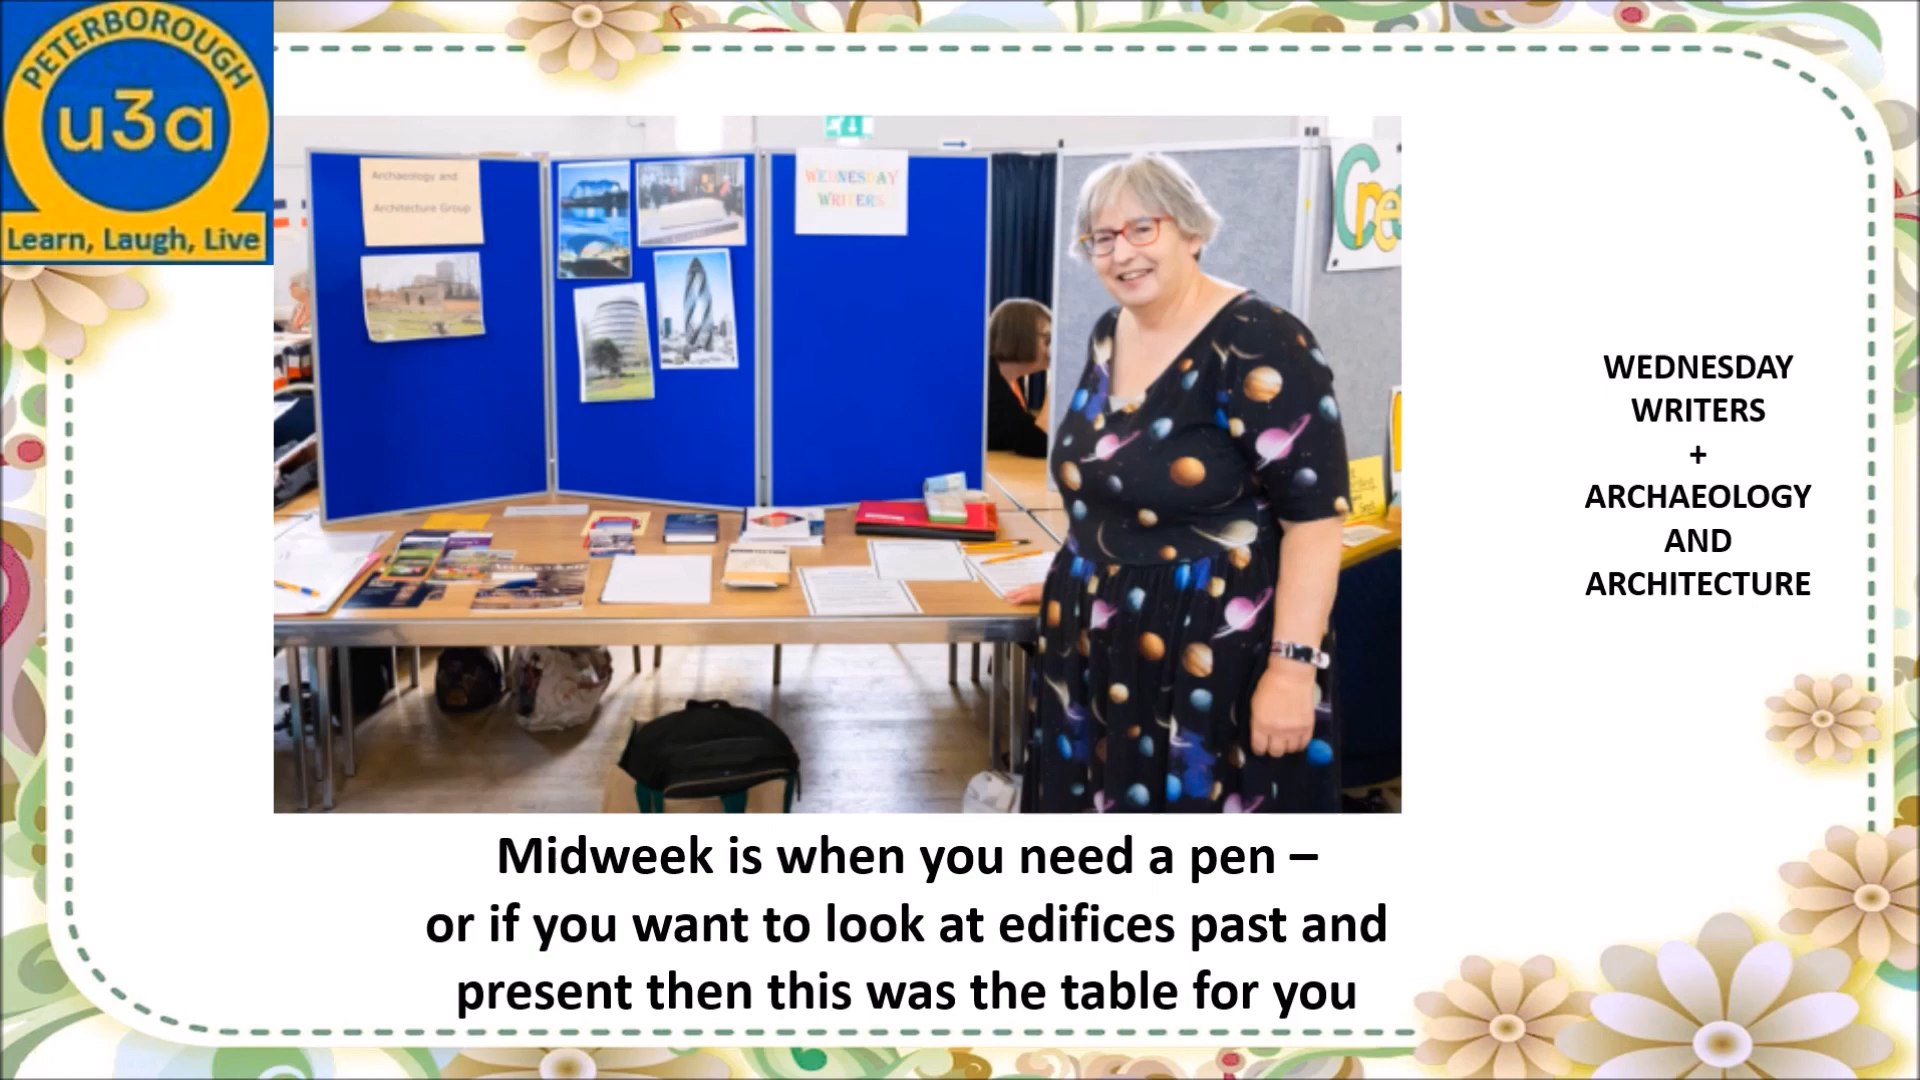 PETERBOROUGH
u3a
Learn, Laugh, Live
Archaeology and
Architecture Group
WEDNESDAY
WRITERS
Cre
WEDNESDAY
WRITERS
+
ARCHAEOLOGY
AND
ARCHITECTURE
Midweek is when you need a pen –
or if you want to look at edifices past and
present then this was the table for you